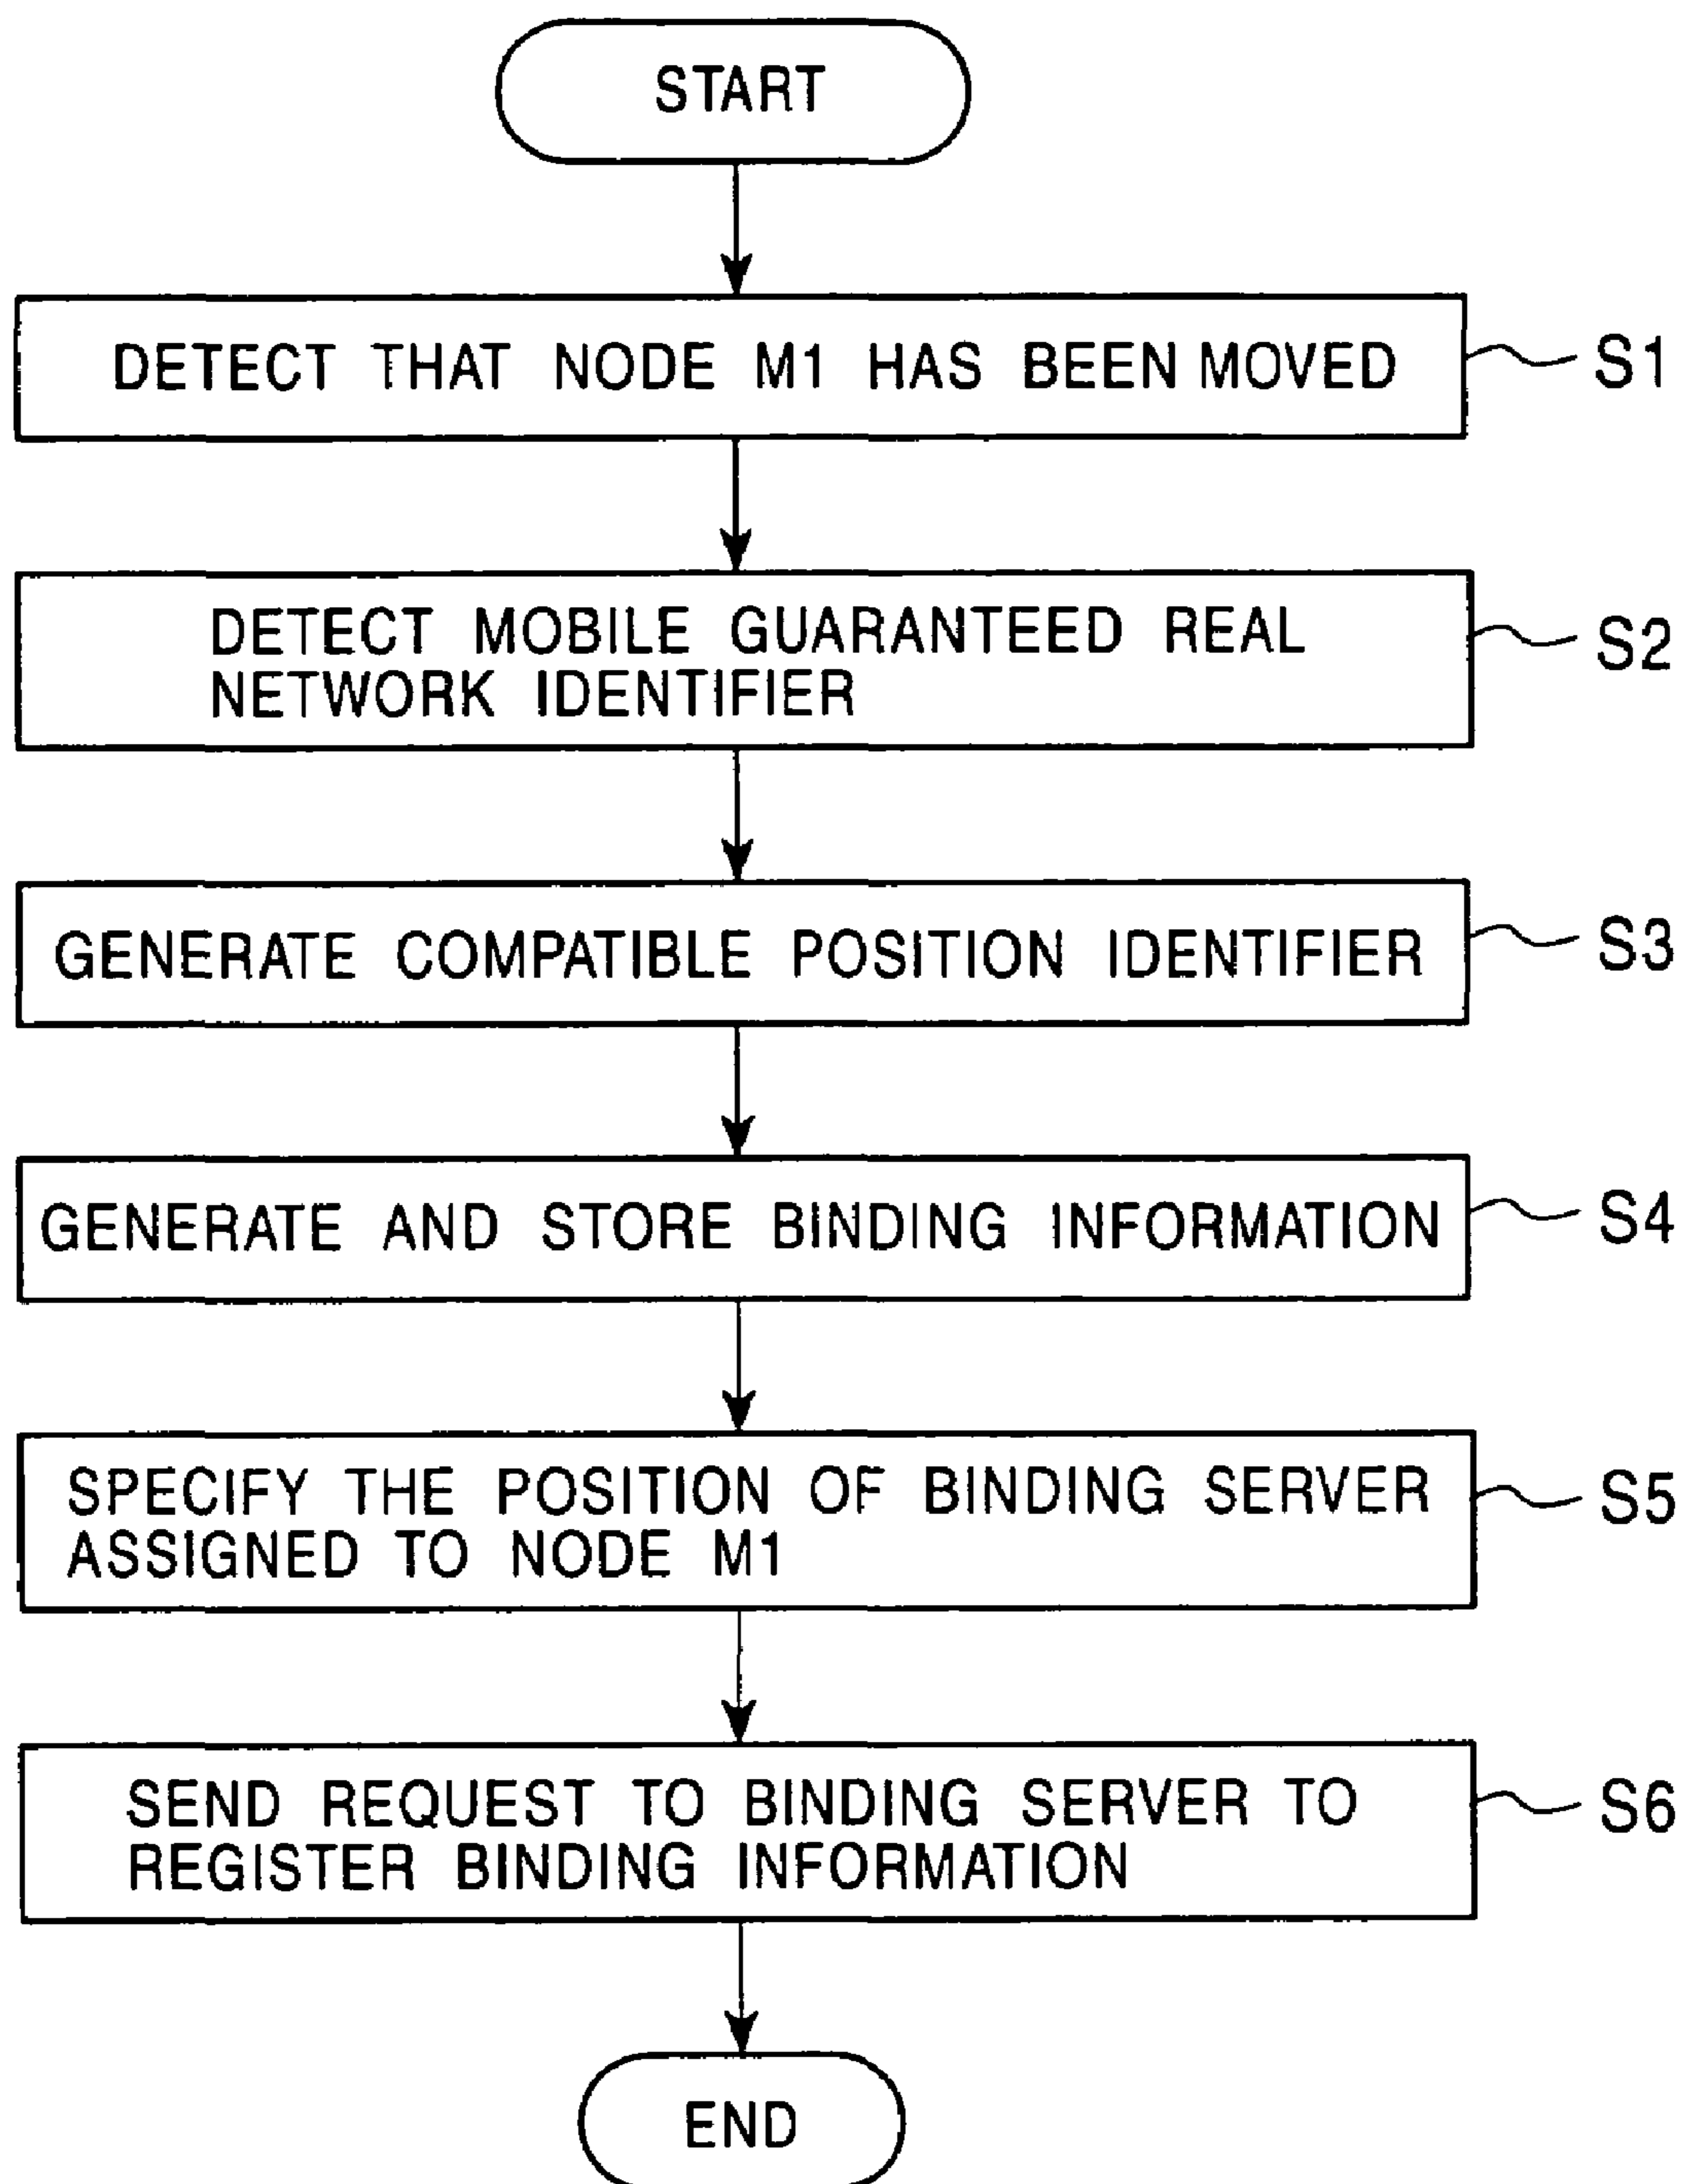 START
DETECT THAT NODE M1 HAS BEEN MOVED
S1
DETECT MOBILE GUARANTEED REAL
NETWORK IDENTIFIER
S2
GENERATE COMPATIBLE POSITION IDENTIFIER
S3
GENERATE AND STORE BINDING INFORMATION
S4
SPECIFY THE POSITION OF BINDING SERVER
ASSIGNED TO NODE M1
S5
SEND REQUEST TO BINDING SERVER TO
REGISTER BINDING INFORMATION
S6
END